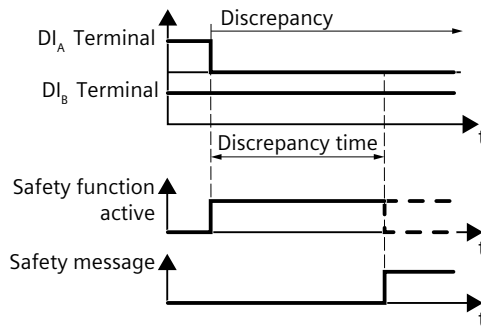 Discrepancy
DIA Terminal
DIB Terminal
t
Discrepancy time
Safety function
active
t
Safety message
t